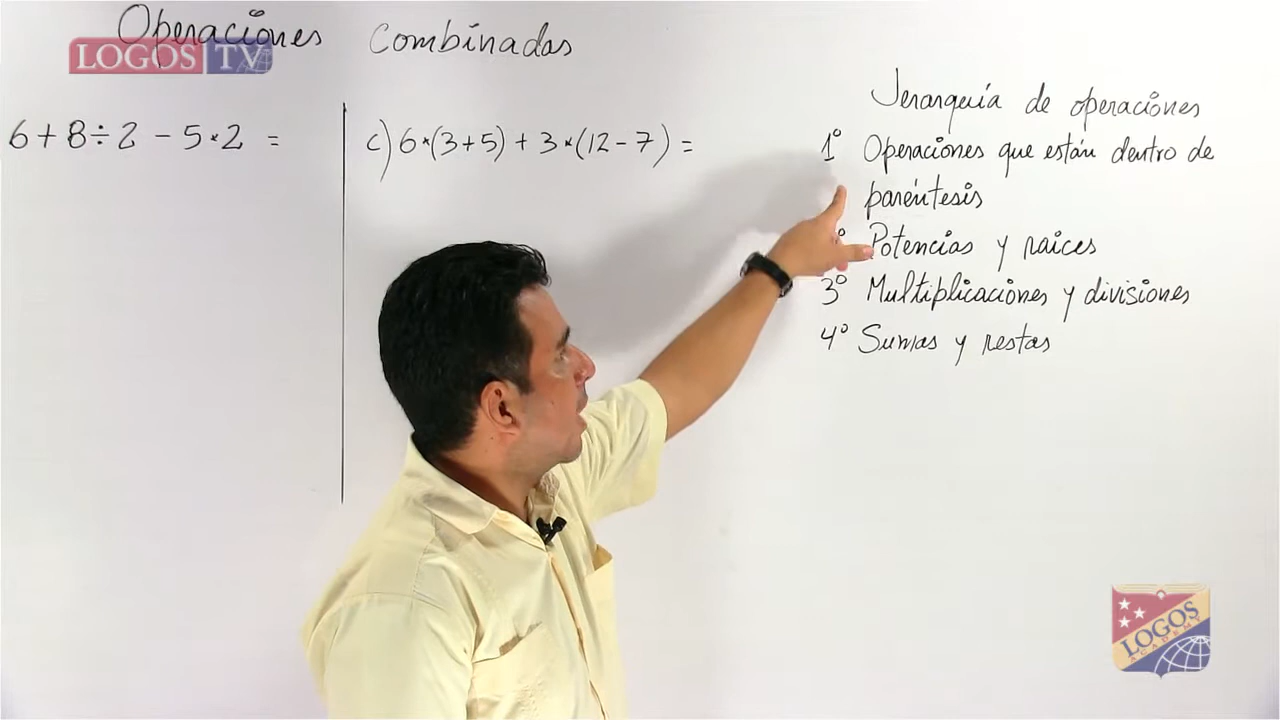 Operaciones combinadas
LOGOS TV
6 + 8 ÷ 2 - 5 * 2 =
c) 6 * (3 + 5) + 3 * (12 - 7) =
Jerarquía de operaciones
1° Operaciones que están dentro de
paréntesis
° Potencias y raices
3° Multiplicaciones y divisiones
4° Sumas y restas
LOGOS
ACADEMY